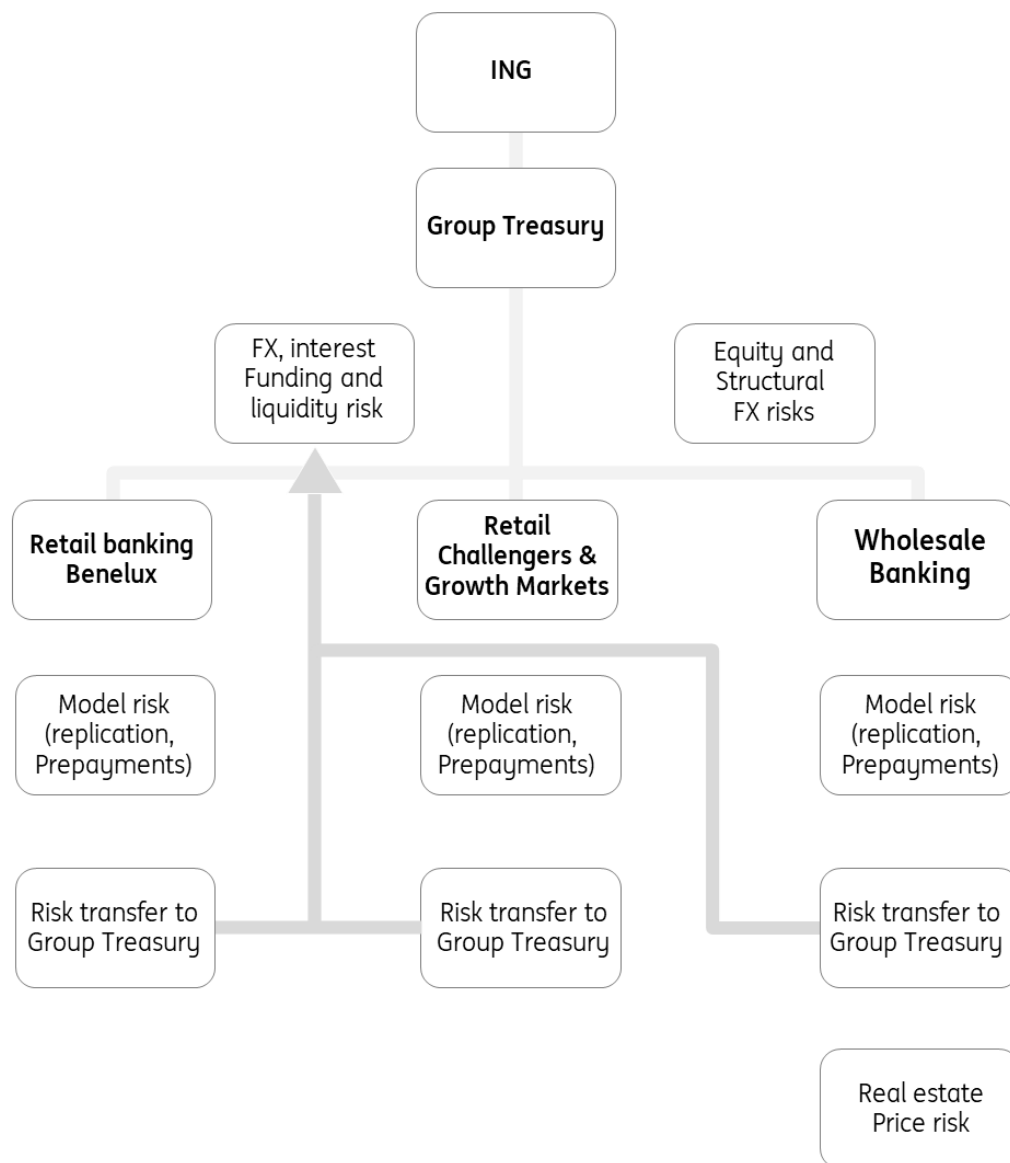 ING
Group Treasury
FX, interest
Funding and
liquidity risk
Equity and
Structural
FX risks
Retail banking
Benelux
Retail
Challengers &
Growth Markets
Wholesale
Banking
Model risk
(replication,
Prepayments)
Model risk
(replication,
Prepayments)
Model risk
(replication,
Prepayments)
Risk transfer to
Group Treasury
Risk transfer to
Group Treasury
Risk transfer to
Group Treasury
Real estate
Price risk